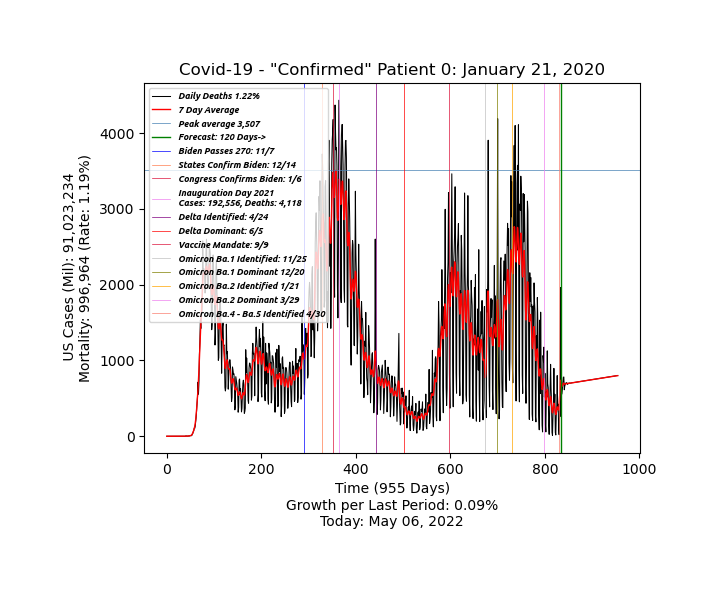 Covid-19 - "Confirmed" Patient 0: January 21, 2020
Daily Deaths 1.22%
7 Day Average
Peak average 3,507
Forecast: 120 Days->
Biden Passes 270: 11/7
States Confirm Biden: 12/14
Congress Confirms Biden: 1/6
Inauguration Day 2021
Cases: 192,556, Deaths: 4,118
Delta Identified: 4/24
Delta Dominant: 6/5
Vaccine Mandate: 9/9
Omicron Ba.1 Identified: 11/25
Omicron Ba.1 Dominant 12/20
Omicron Ba.2 Identified 1/21
Omicron Ba.2 Dominant 3/29
Omicron Ba.4 - Ba.5 Identified 4/30
US Cases (Mil): 91,023,234
Mortality: 996,964 (Rate: 1.19%)
4000
3000
2000
1000
0
0 200 400 600 800 1000
Time (955 Days)
Growth per Last Period: 0.09%
Today: May 06, 2022